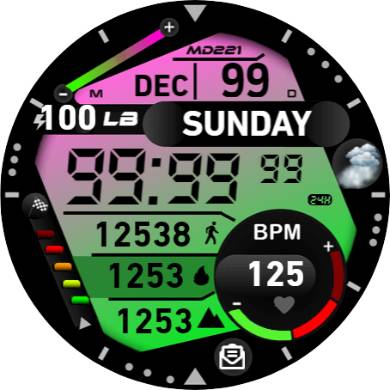 +
MD221
M DEC 99 D
-
100 LB
SUNDAY
99:99 99
24H
12538
BPM
+
1253
125
-
1253